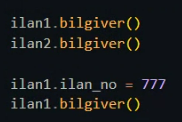 ilan1.bilgiver()
ilan2.bilgiver()
ilan1.ilan_no = 777
ilan1.bilgiver()